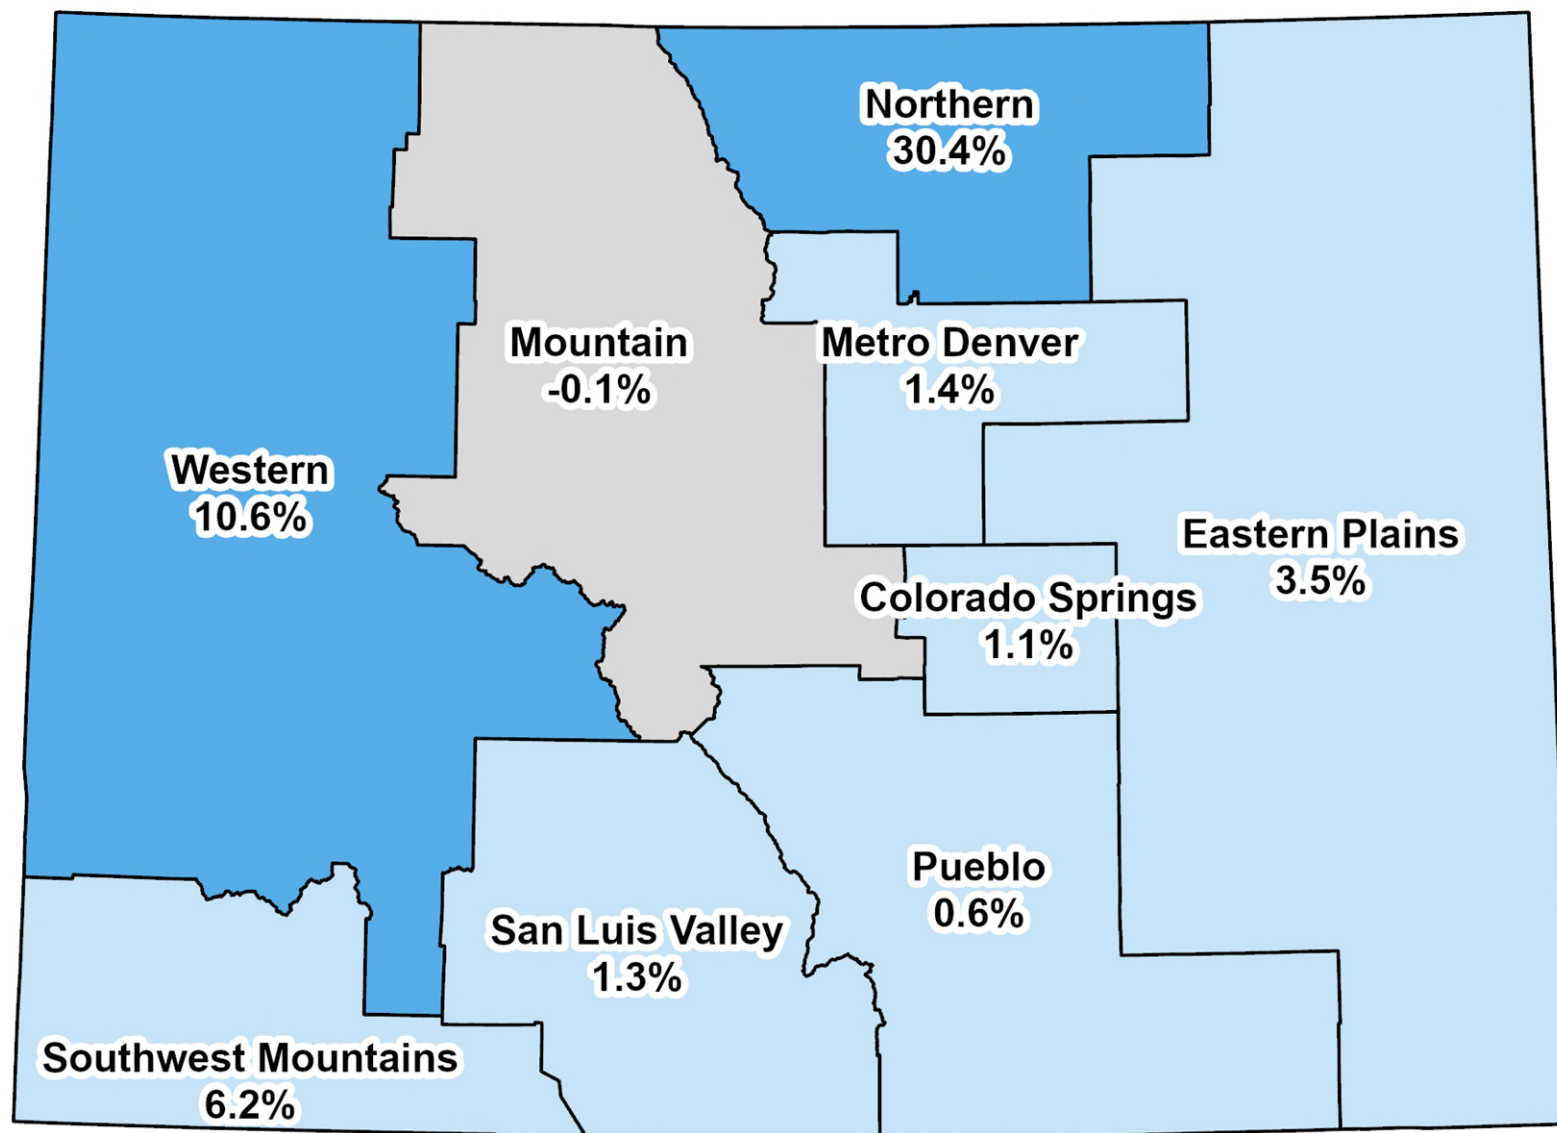 Northern
30.4%
Mountain
-0.1%
Metro Denver
1.4%
Western
10.6%
Eastern Plains
3.5%
Colorado Springs
1.1%
Pueblo
0.6%
San Luis Valley
1.3%
Southwest Mountains
6.2%